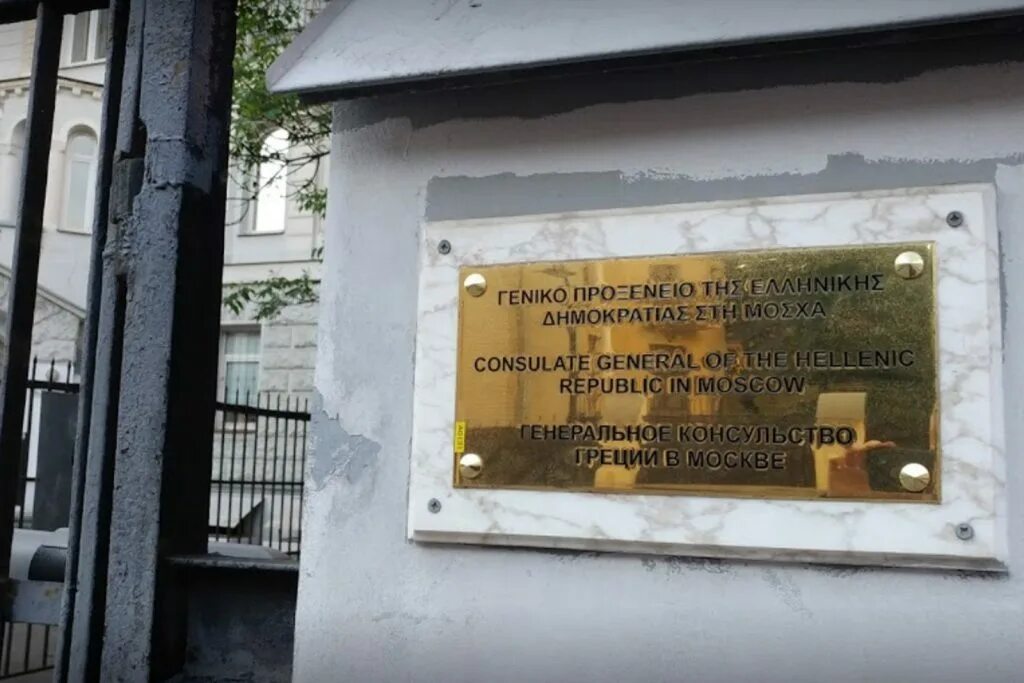 ΓΕΝΙΚΟ ΠΡΟΞΕΝΕΙΟ ΤΗΣ ΕΛΛΗΝΙΚΗΣ
ΔΗΜΟΚΡΑΤΙΑΣ ΣΤΗ ΜΟΣΧΑ
CONSULATE GENERAL OF THE HELLENIC
REPUBLIC IN MOSCOW
ГЕНЕРАЛЬНОЕ КОНСУЛЬСТВО
ГРЕЦИИ В МОСКВЕ